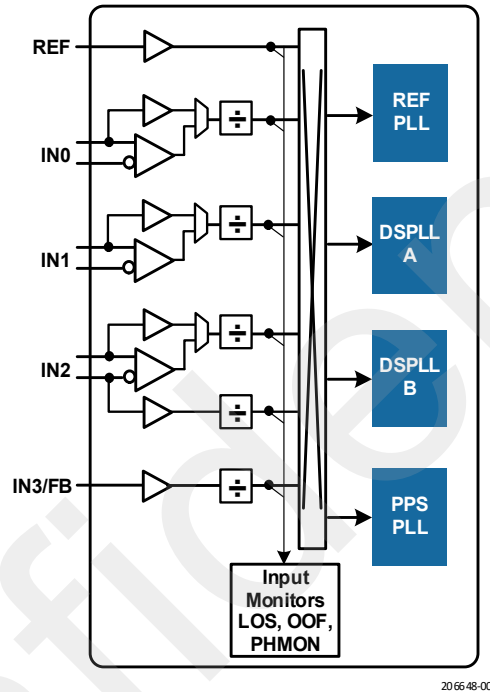 REF
REF
PLL
÷
IN0
÷
IN1
DSPLL
A
÷
IN2
DSPLL
B
÷
IN3/FB
÷
PPS
PLL
Input
Monitors
LOS, OOF,
PHMON
206648-00